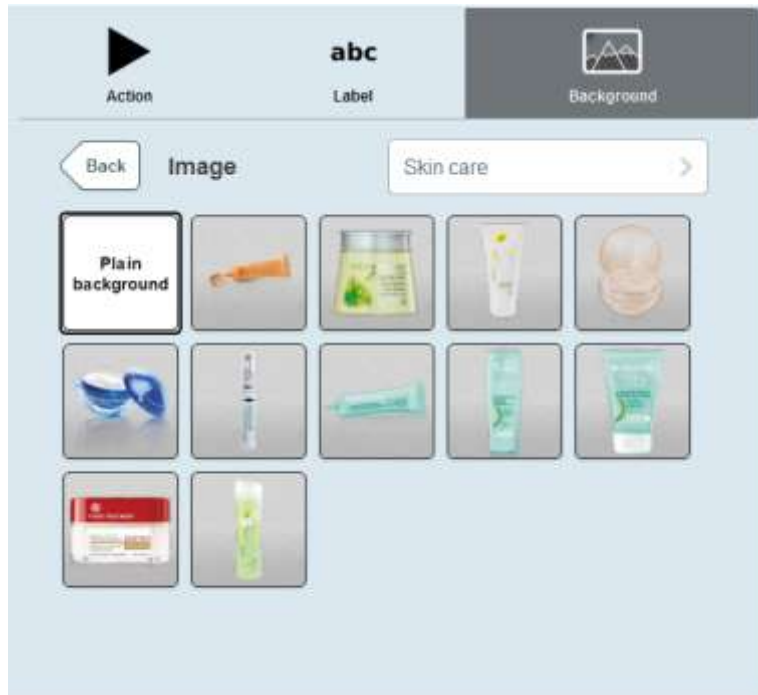 abc
Action
Label
Background
Back
Image
Skin care
Plain
background